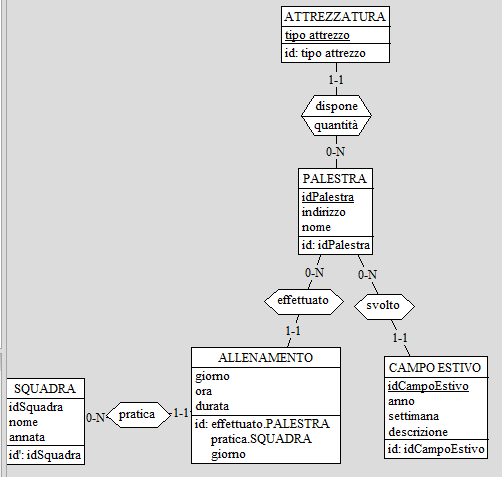 ATTREZZATURA
tipo attrezzo
id: tipo attrezzo
1-1
dispone
quantità
0-N
PALESTRA
idPalestra
indirizzo
nome
id: idPalestra
0-N
0-N
effettuato
svolto
1-1
1-1
ALLENAMENTO
giorno
ora
durata
id: effettuato.PALESTRA
pratica.SQUADRA
giorno
CAMPO ESTIVO
idCampoEstivo
anno
settimana
descrizione
id: idCampoEstivo
SQUADRA
idSquadra
nome
annata
id': idSquadra
0-N
pratica
1-1